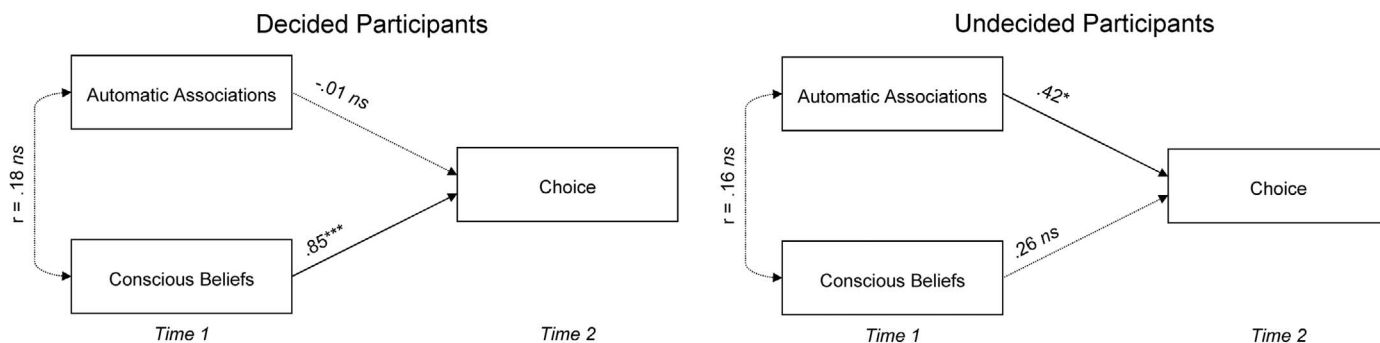 Decided Participants
Automatic Associations
-.01 ns
r = .18 ns
Choice
.85***
Conscious Beliefs
Time 1
Time 2
Undecided Participants
Automatic Associations
.42*
r = .16 ns
Choice
.26 ns
Conscious Beliefs
Time 1
Time 2